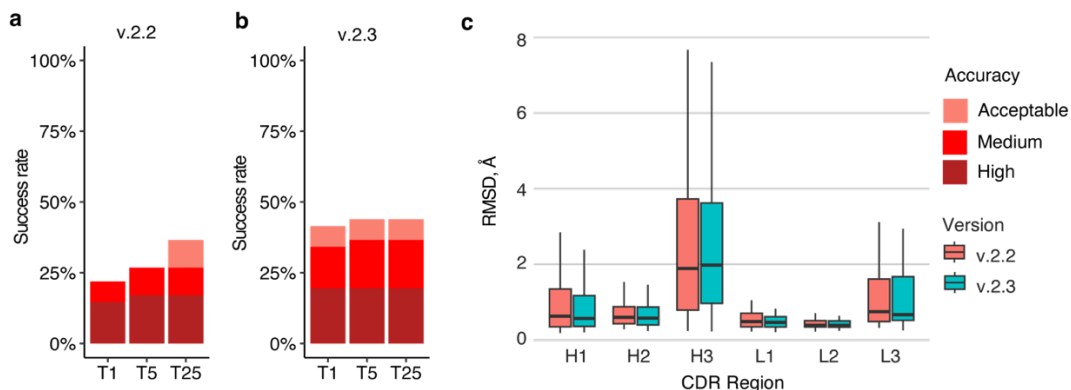 a
v.2.2
100%
75%
50%
25%
0%
Success rate
T1 T5 T25
b
v.2.3
100%
75%
50%
25%
0%
Success rate
T1 T5 T25
c
8
6
4
2
0
RMSD, Å
H1 H2 H3 L1 L2 L3
CDR Region
Accuracy
Acceptable
Medium
High
Version
v.2.2
v.2.3